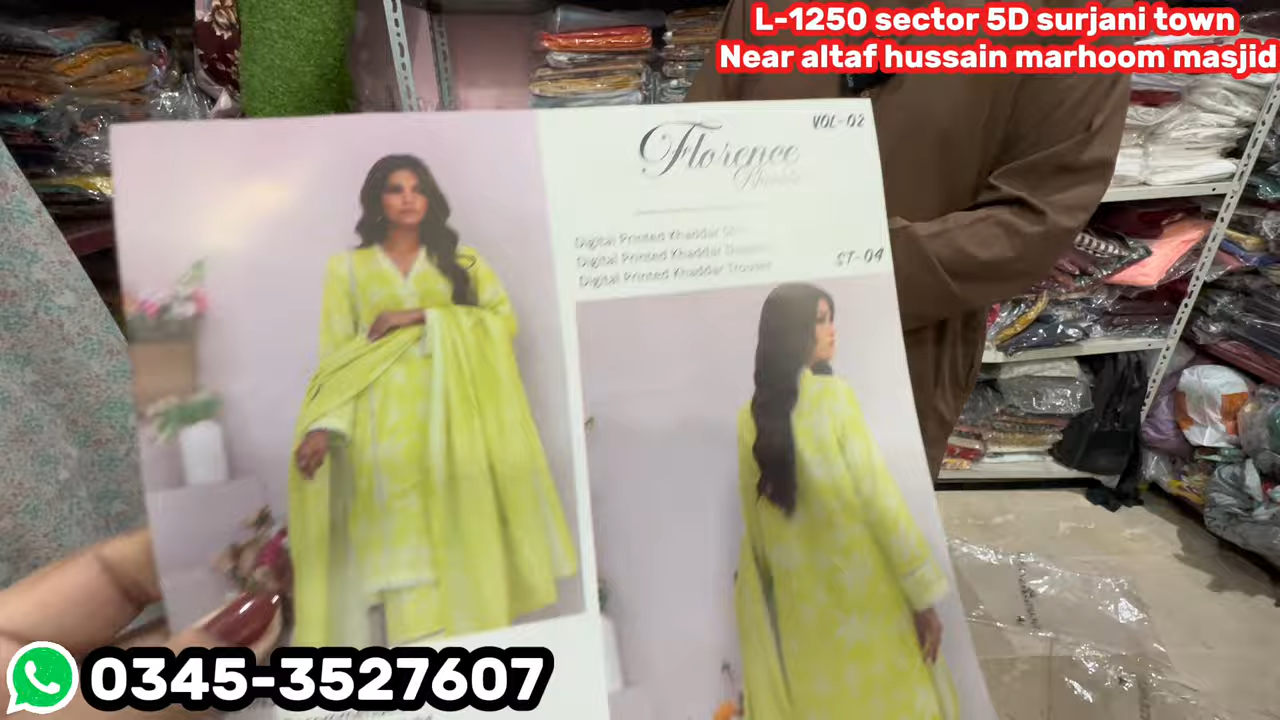 L-1250 sector 5D surjani town
Near altaf hussain marhoom masjid
VOL-02
Florence
Digital Printed Khaddar
Digital Printed Khaddar
Digital Printed Khaddar Trouser
ST-04
0345-3527607